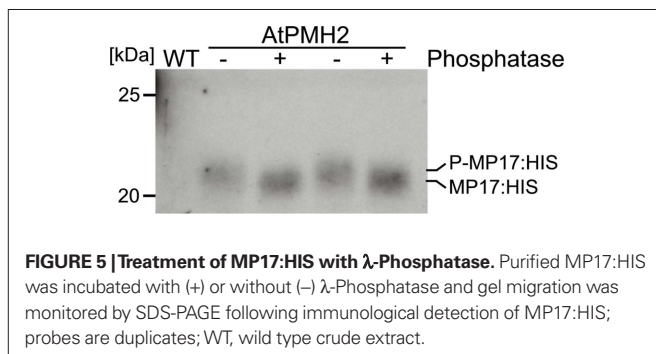 AtPMH2
[kDa] WT - + - + Phosphatase
25
P-MP17:HIS
MP17:HIS
20
FIGURE 5 | Treatment of MP17:HIS with λ-Phosphatase. Purified MP17:HIS
was incubated with (+) or without (–) λ-Phosphatase and gel migration was
monitored by SDS-PAGE following immunological detection of MP17:HIS;
probes are duplicates; WT, wild type crude extract.